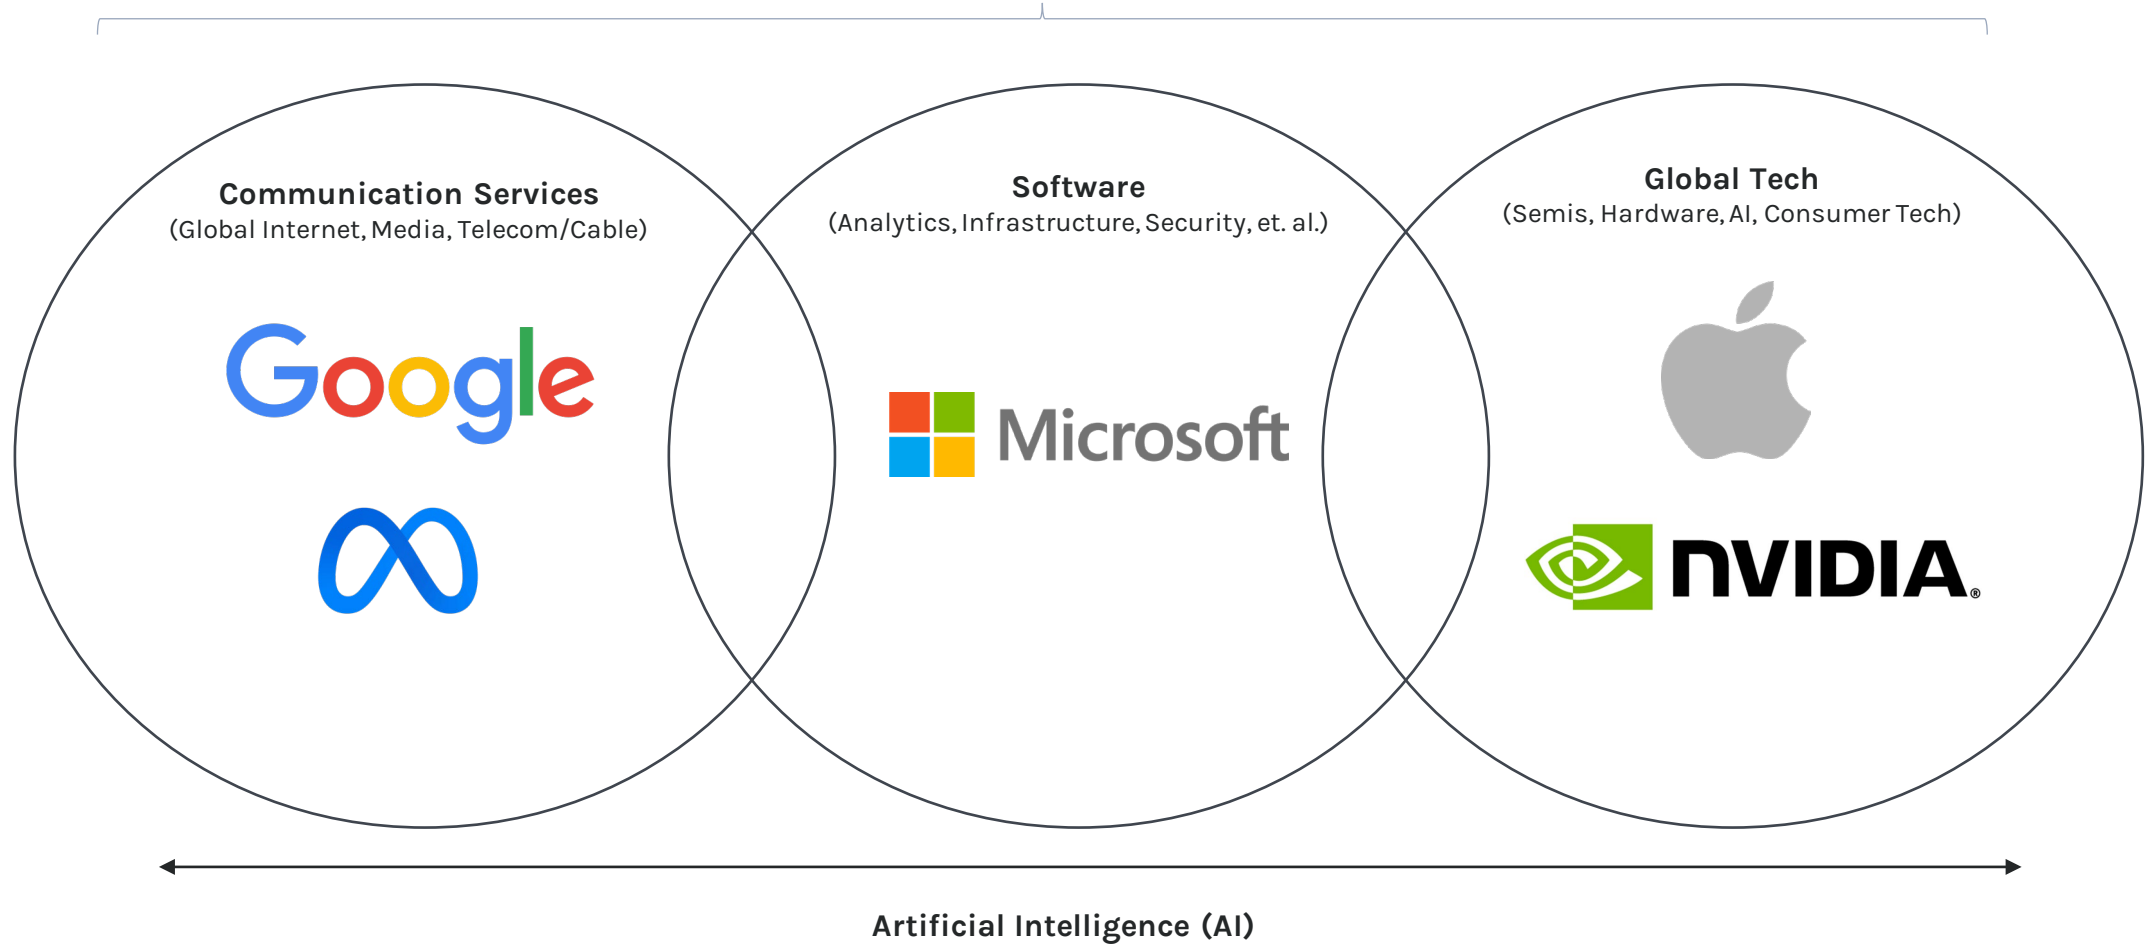 Communication Services
(Global Internet, Media, Telecom/Cable)
Google
Software
(Analytics, Infrastructure, Security, et. al.)
Microsoft
Global Tech
(Semis, Hardware, AI, Consumer Tech)
NVIDIA®
Artificial Intelligence (AI)